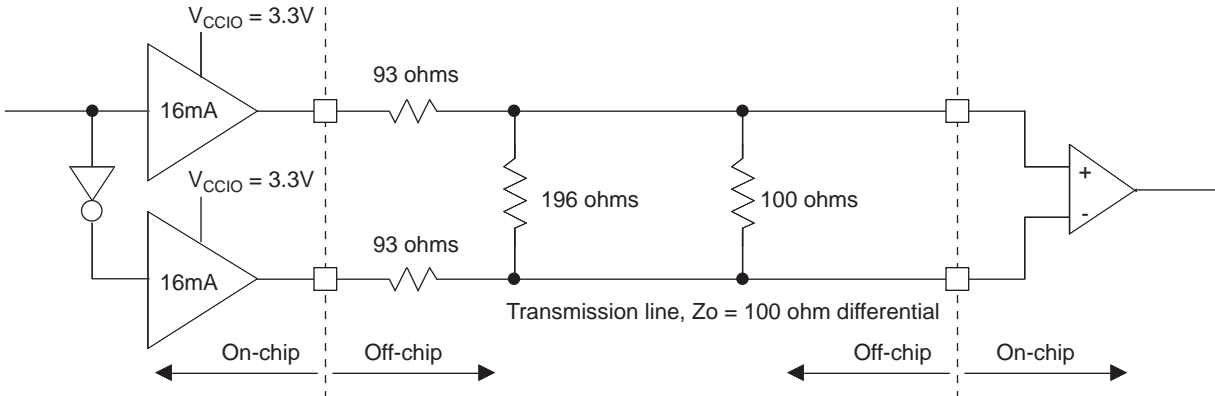 VCCIO = 3.3V
93 ohms
16mA
VCCIO = 3.3V
196 ohms
100 ohms
+
-
93 ohms
16mA
Transmission line, Zo = 100 ohm differential
On-chip
Off-chip
Off-chip
On-chip